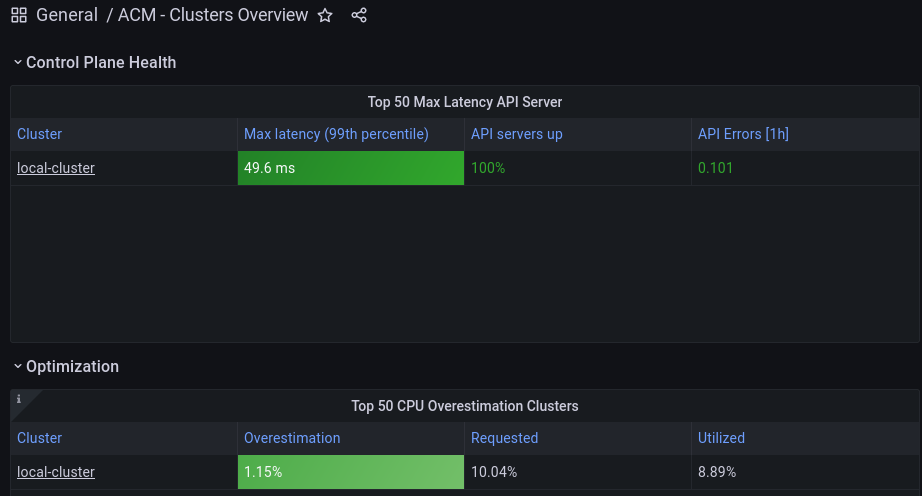 General / ACM - Clusters Overview
Control Plane Health
Top 50 Max Latency API Server
Cluster Max latency (99th percentile) API servers up API Errors [1h]
local-cluster 49.6 ms 100% 0.101
Optimization
i
Top 50 CPU Overestimation Clusters
Cluster Overestimation Requested Utilized
local-cluster 1.15% 10.04% 8.89%